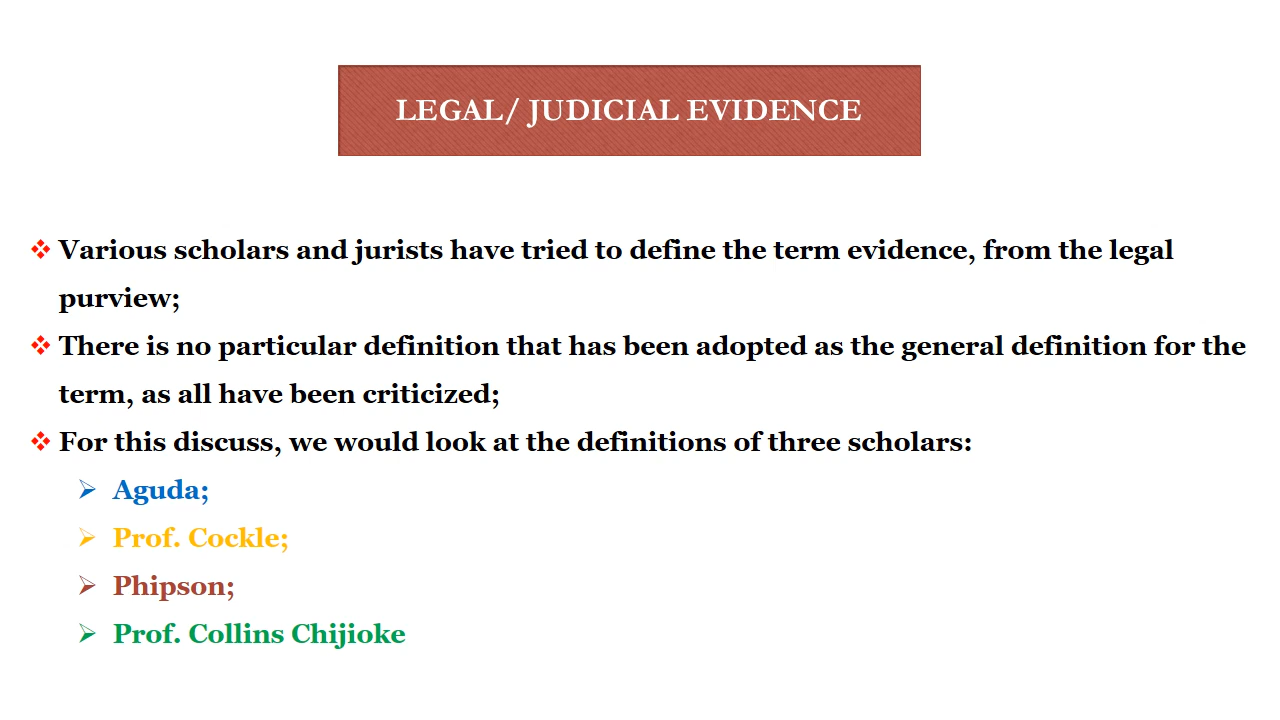 LEGAL/ JUDICIAL EVIDENCE
Various scholars and jurists have tried to define the term evidence, from the legal
purview;
There is no particular definition that has been adopted as the general definition for the
term, as all have been criticized;
For this discuss, we would look at the definitions of three scholars:
Aguda;
Prof. Cockle;
Phipson;
Prof. Collins Chijioke